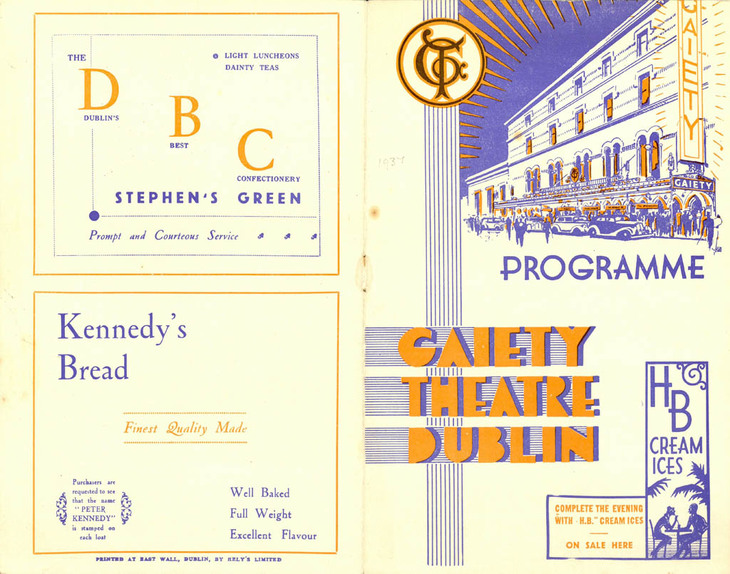 THE
DBC
DUBLIN'S
BEST
CONFECTIONERY
LIGHT LUNCHEONS
DAINTY TEAS
STEPHEN'S GREEN
Prompt and Courteous Service
Kennedy's
Bread
Finest Quality Made
Purchasers are
requested to see
that the name
"PETER
KENNEDY"
is stamped on
each loaf
Well Baked
Full Weight
Excellent Flavour
PRINTED AT EAST WALL, DUBLIN, BY HELY'S LIMITED
GT
GAIETY
GAIETY
PROGRAMME
GAIETY
THEATRE
DUBLIN
HB
CREAM
ICES
COMPLETE THE EVENING
WITH "H.B." CREAM ICES
ON SALE HERE